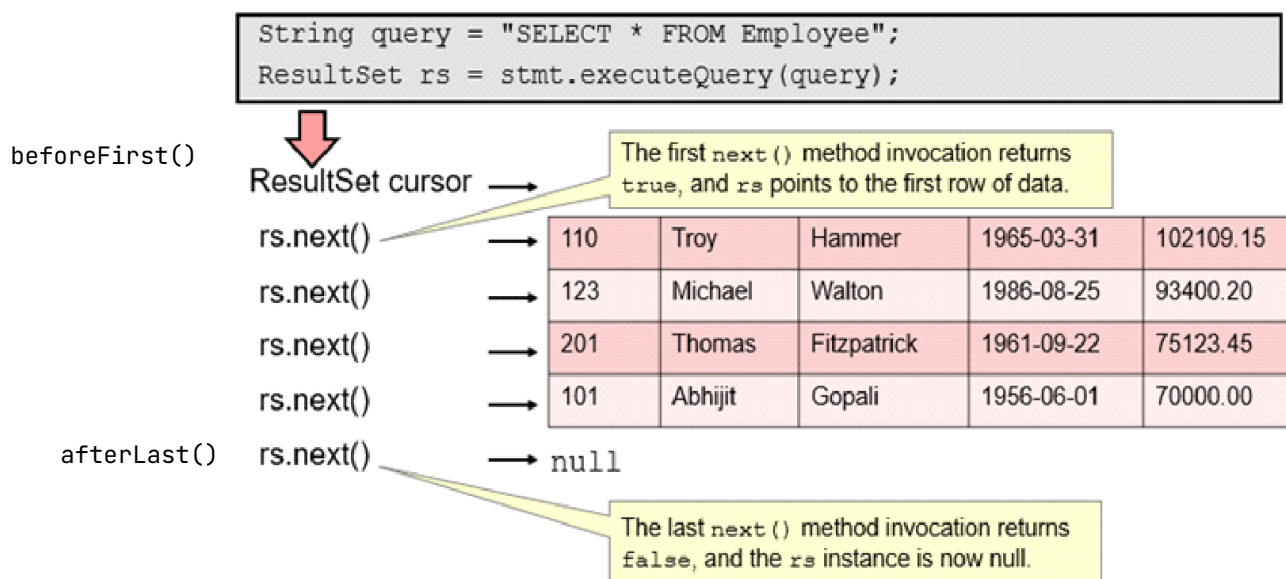 String query = "SELECT * FROM Employee";
ResultSet rs = stmt.executeQuery(query);
beforeFirst()
The first next() method invocation returns
true, and rs points to the first row of data.
ResultSet cursor
rs.next() 110 Troy Hammer 1965-03-31 102109.15
rs.next() 123 Michael Walton 1986-08-25 93400.20
rs.next() 201 Thomas Fitzpatrick 1961-09-22 75123.45
rs.next() 101 Abhijit Gopali 1956-06-01 70000.00
afterLast() rs.next() null
The last next() method invocation returns
false, and the rs instance is now null.